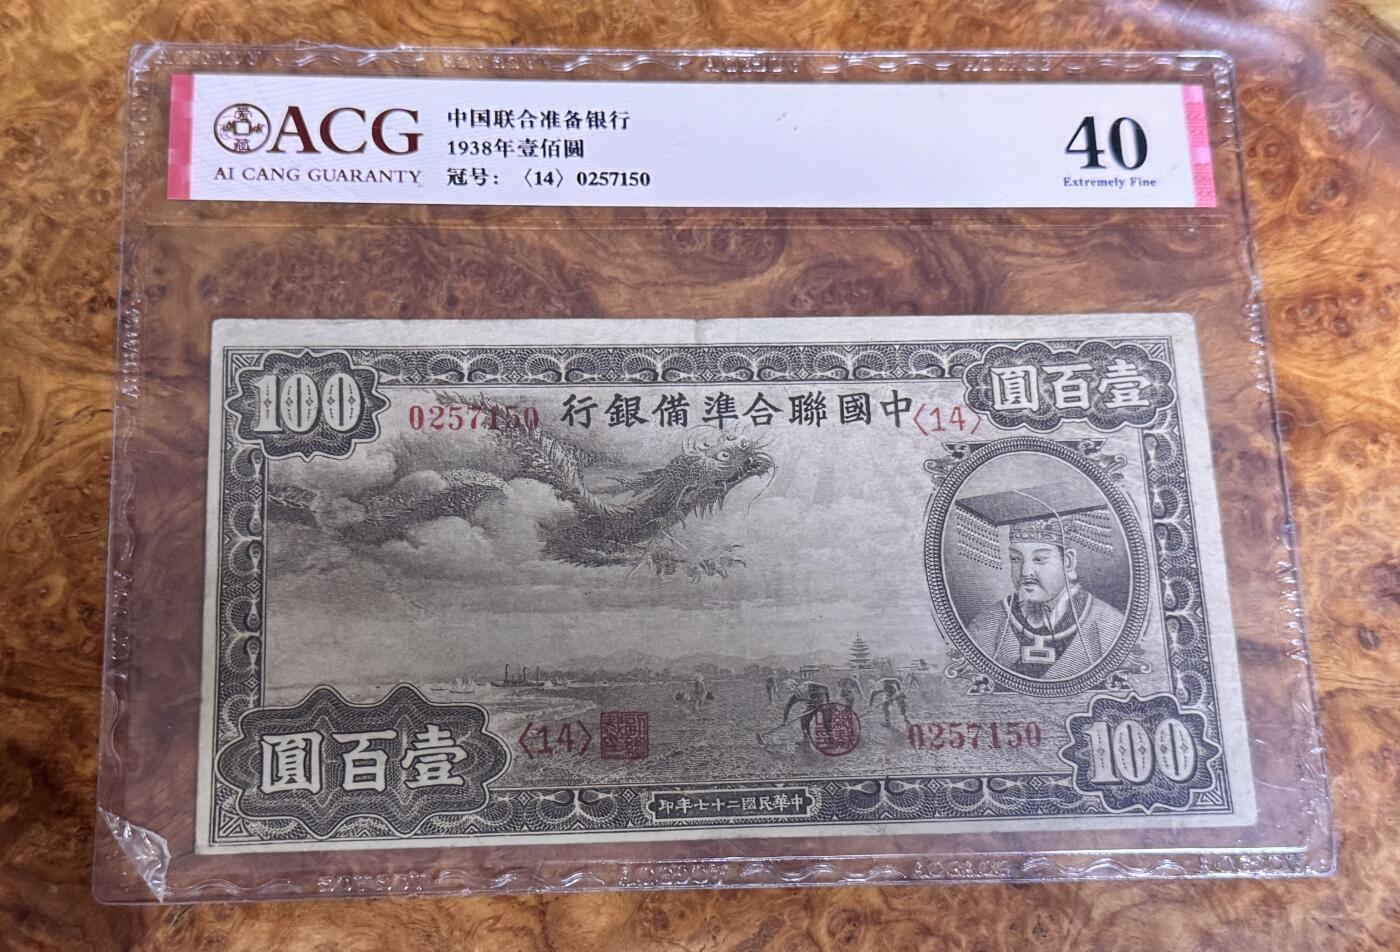 ACG
AI CANG GUARANTY
中国联合准备银行
1938年壹佰圓
冠号：〈14〉0257150
40
Extremely Fine
100
0257150
行銀備準合聯國中
〈14〉
圓百壹
圓百壹
〈14〉
0257150
100
印年七十二國民華中